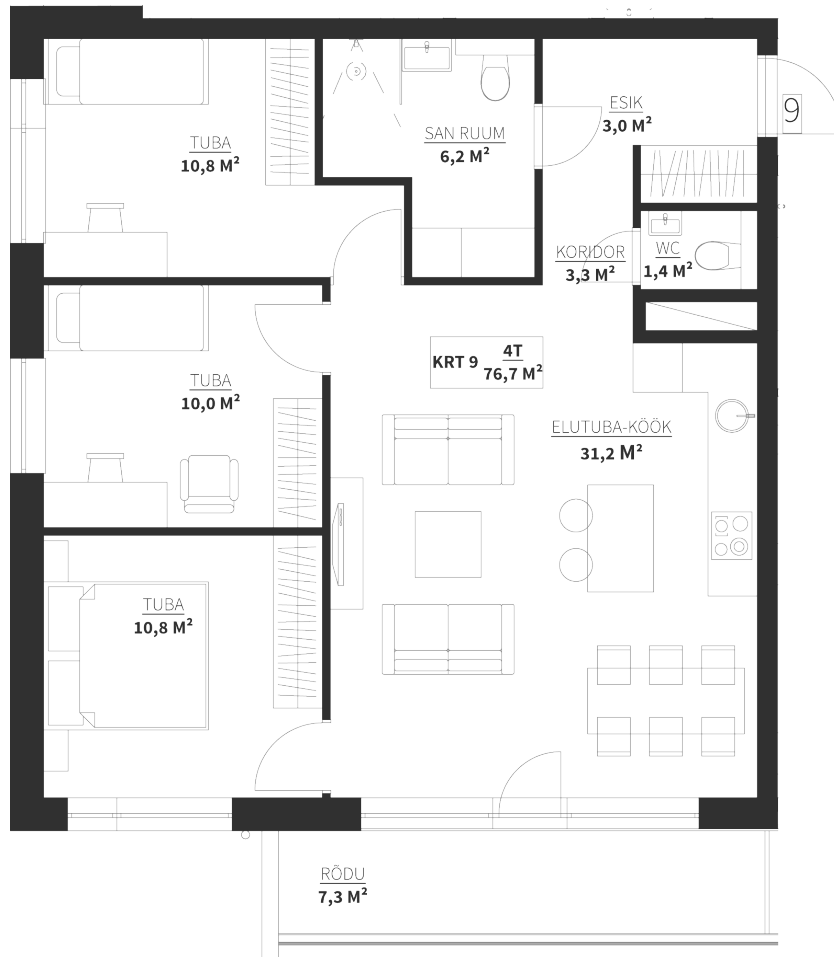 ESIK
3,0 M²
9
TUBA
10,8 M²
SAN RUUM
6,2 M²
KORIDOR
3,3 M²
WC
1,4 M²
KRT 9
4T
76,7 M²
TUBA
10,0 M²
ELUTUBA-KÖÖK
31,2 M²
TUBA
10,8 M²
RÕDU
7,3 M²